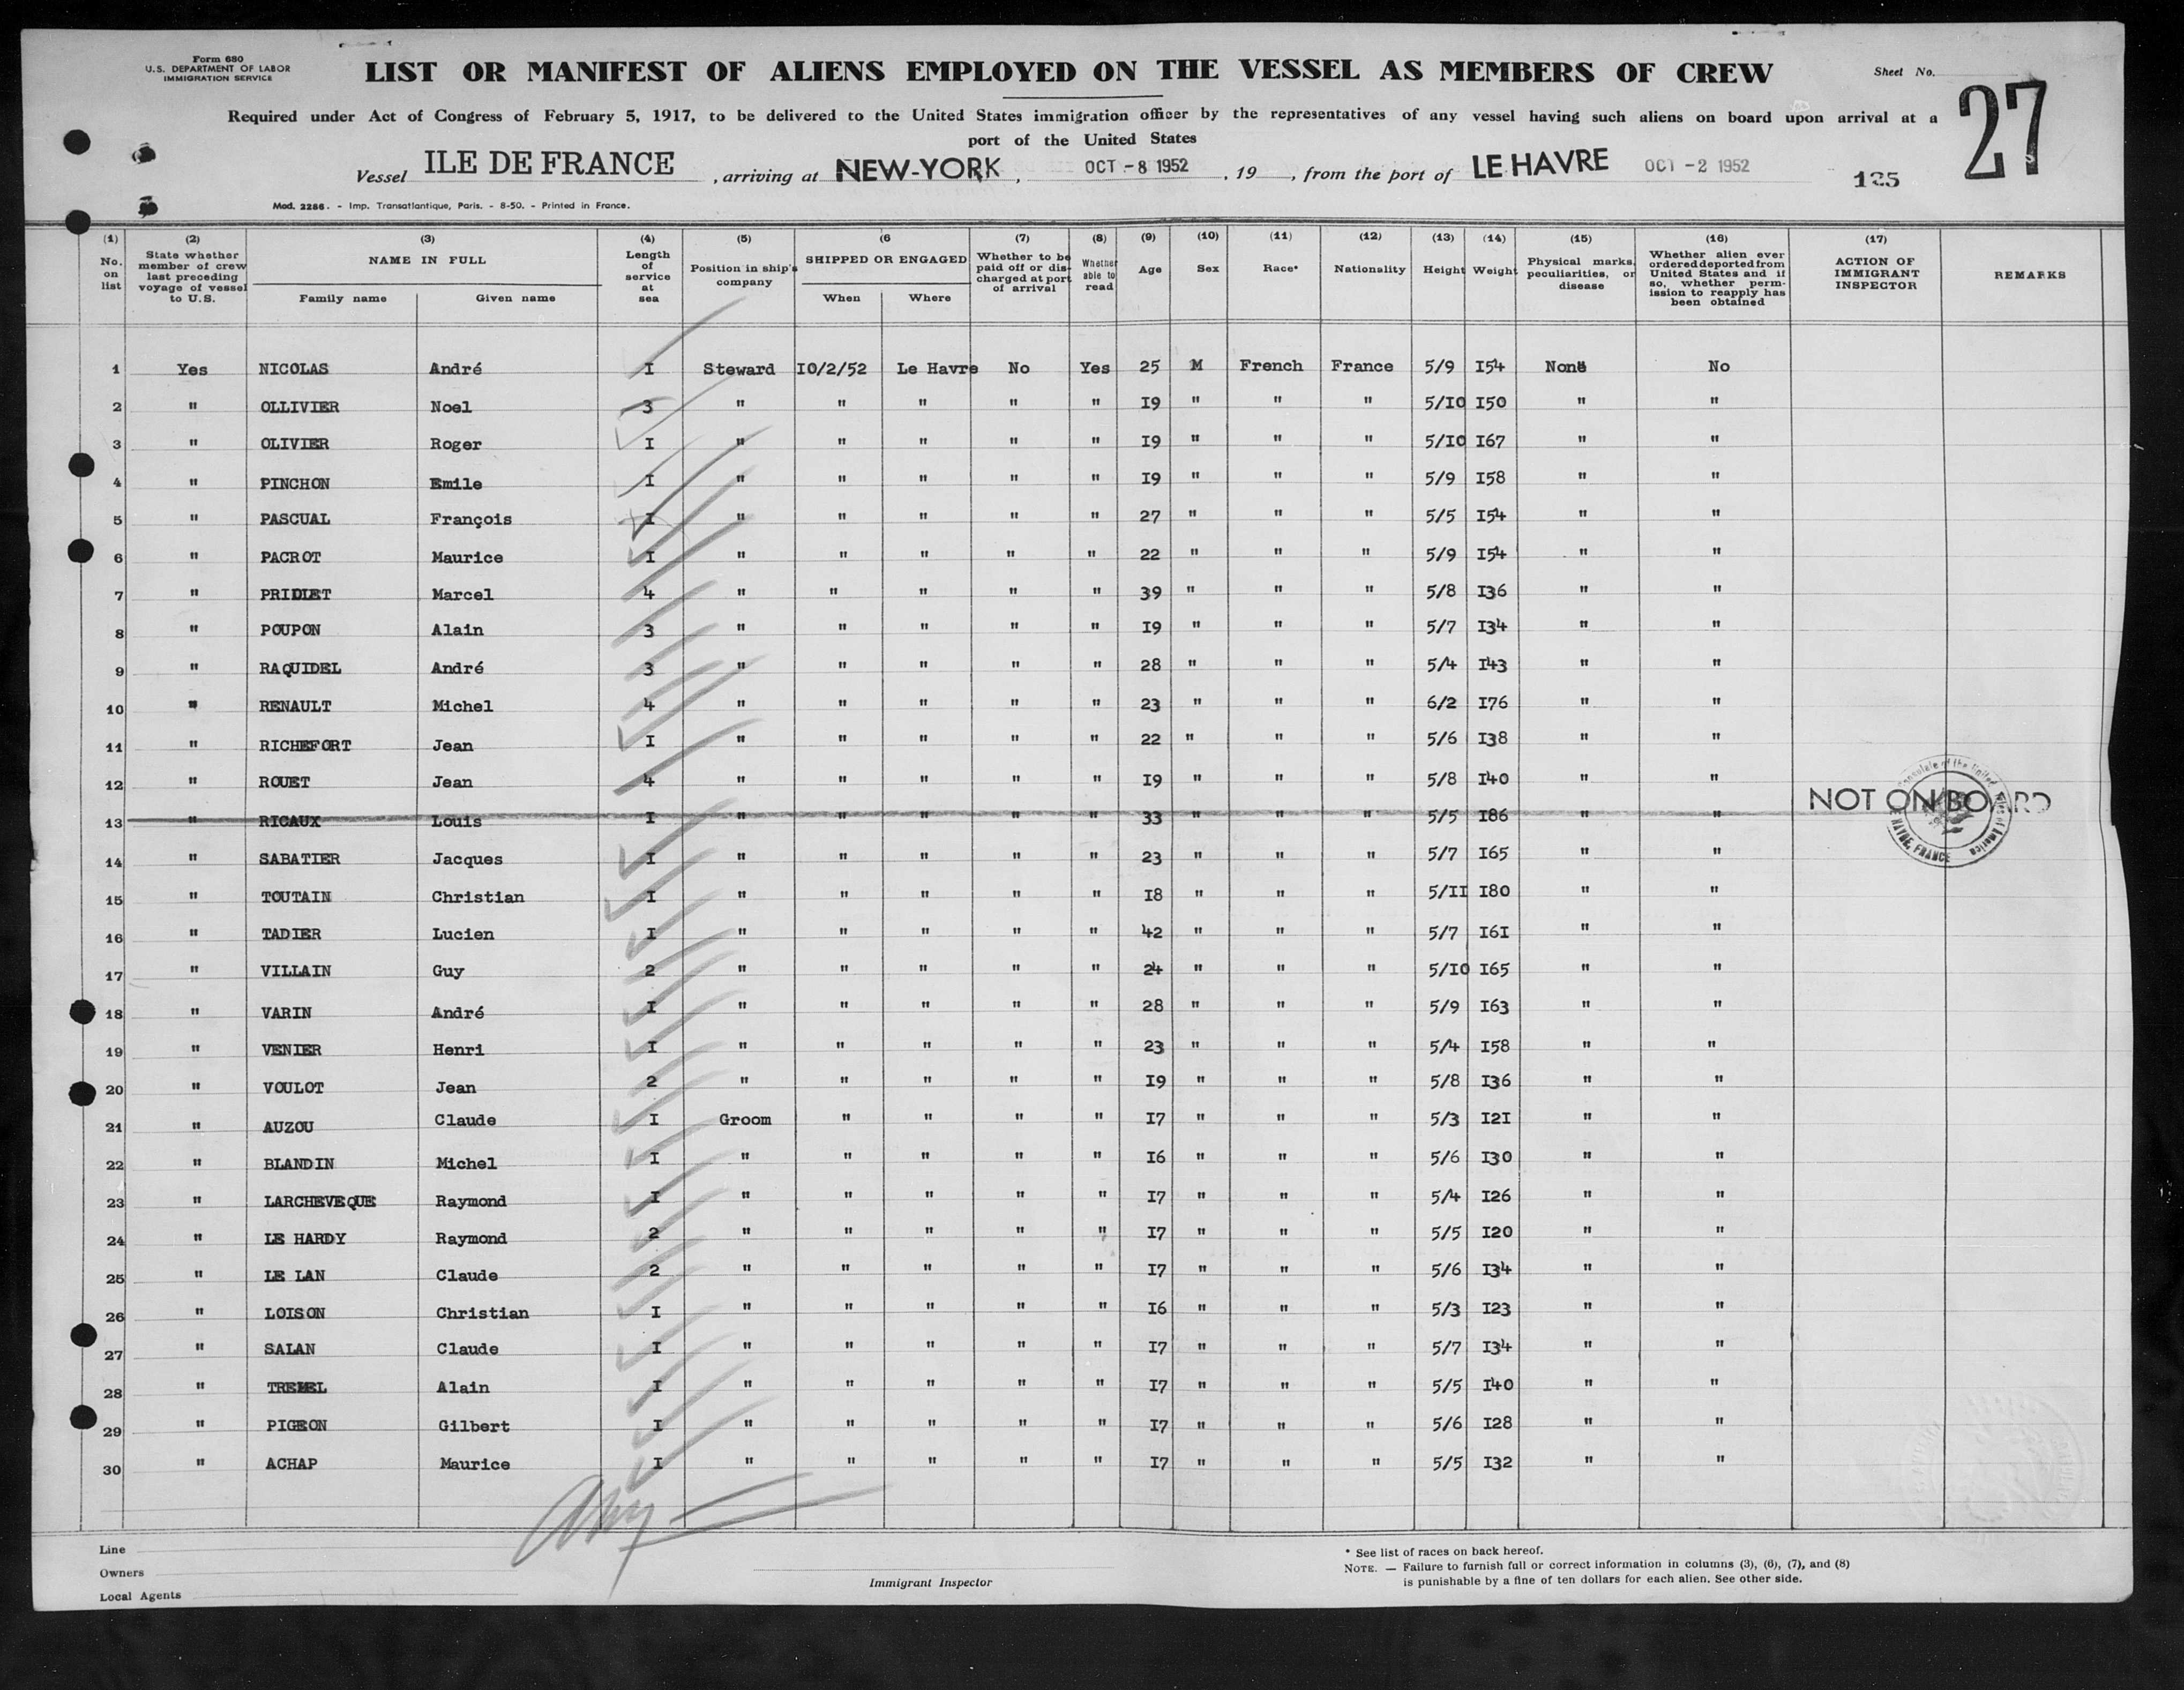 Form 680
U.S. DEPARTMENT OF LABOR
IMMIGRATION SERVICE
LIST OR MANIFEST OF ALIENS EMPLOYED ON THE VESSEL AS MEMBERS OF CREW
Sheet No.
27
Required under Act of Congress of February 5, 1917, to be delivered to the United States immigration officer by the representatives of any vessel having such aliens on board upon arrival at a
port of the United States
Vessel ILE DE FRANCE , arriving at NEW-YORK , OCT -8 1952 , 19 , from the port of LE HAVRE OCT -2 1952 125
Mod. 2286. - Imp. Transatlantique, Paris. - 8-50. - Printed in France.
(1) (2) (3) (4) (5) (6 (7) (8) (9) (10) (11) (12) (13) (14) (15) (16) (17)
No. on list
State whether member of crew last preceding voyage of vessel to U.S.
NAME IN FULL
Family name Given name
Length of service at sea
Position in ship's company
SHIPPED OR ENGAGED
When Where
Whether to be paid off or discharged at port of arrival
Whether able to read
Age Sex Race* Nationality Height Weight
Physical marks, peculiarities, or disease
Whether alien ever ordered deported from United States and if so, whether permission to reapply has been obtained
ACTION OF IMMIGRANT INSPECTOR
REMARKS
1 Yes NICOLAS André I Steward 10/2/52 Le Havre No Yes 25 M French France 5/9 I54 None No
2 " OLLIVIER Noel 3 " " " " " I9 " " " 5/I0 I50 " "
3 " OLIVIER Roger I " " " " " I9 " " " 5/I0 I67 " "
4 " PINCHON Emile I " " " " " I9 " " " 5/9 I58 " "
5 " PASCUAL François I " " " " " 27 " " " 5/5 I54 " "
6 " PACROT Maurice I " " " " " 22 " " " 5/9 I54 " "
7 " PRIDIET Marcel 4 " " " " " 39 " " " 5/8 I36 " "
8 " POUPON Alain 3 " " " " " I9 " " " 5/7 I34 " "
9 " RAQUIDEL André 3 " " " " " 28 " " " 5/4 I43 " "
10 " RENAULT Michel 4 " " " " " 23 " " " 6/2 I76 " "
11 " RICHEFORT Jean I " " " " " 22 " " " 5/6 I38 " "
12 " ROUET Jean 4 " " " " " I9 " " " 5/8 I40 " "
13 " RICAUX Louis I " " " " " 33 " " " 5/5 I86 " " NOT ON BOARD
14 " SABATIER Jacques I " " " " " 23 " " " 5/7 I65 " "
15 " TOUTAIN Christian I " " " " " I8 " " " 5/II I80 " "
16 " TADIER Lucien I " " " " " 42 " " " 5/7 I6I " "
17 " VILLAIN Guy 2 " " " " " 24 " " " 5/I0 I65 " "
18 " VARIN André I " " " " " 28 " " " 5/9 I63 " "
19 " VENIER Henri I " " " " " 23 " " " 5/4 I58 " "
20 " VOULOT Jean 2 " " " " " I9 " " " 5/8 I36 " "
21 " AUZOU Claude I Groom " " " " I7 " " " 5/3 I2I " "
22 " BLANDIN Michel I " " " " " I6 " " " 5/6 I30 " "
23 " LARCHEVEQUE Raymond I " " " " " I7 " " " 5/4 I26 " "
24 " LE HARDY Raymond 2 " " " " " I7 " " " 5/5 I20 " "
25 " LE LAN Claude 2 " " " " " I7 " " " 5/6 I34 " "
26 " LOISON Christian I " " " " " I6 " " " 5/3 I23 " "
27 " SALAN Claude I " " " " " I7 " " " 5/7 I34 " "
28 " Alain I " " " " " I7 " " " 5/5 I40 " "
29 " PIGEON Gilbert I " " " " " I7 " " " 5/6 I28 " "
30 " ACHAP Maurice I " " " " " I7 " " " 5/5 I32 " "
Line
Owners
Local Agents
Immigrant Inspector
* See list of races on back hereof.
NOTE. — Failure to furnish full or correct information in columns (3), (6), (7), and (8)
is punishable by a fine of ten dollars for each alien. See other side.